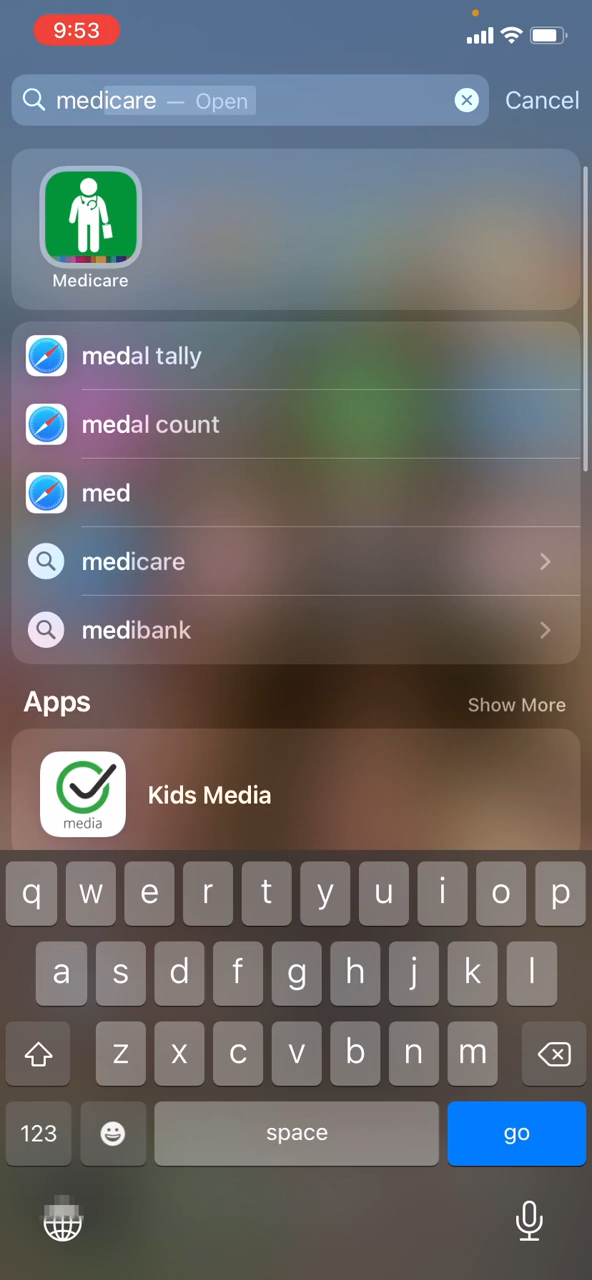 9:53
medicare — Open
Cancel
Medicare
medal tally
medal count
med
medicare
medibank
Apps
Show More
media
Kids Media
q w e r t y u i o p
a s d f g h j k l
z x c v b n m
123 space go